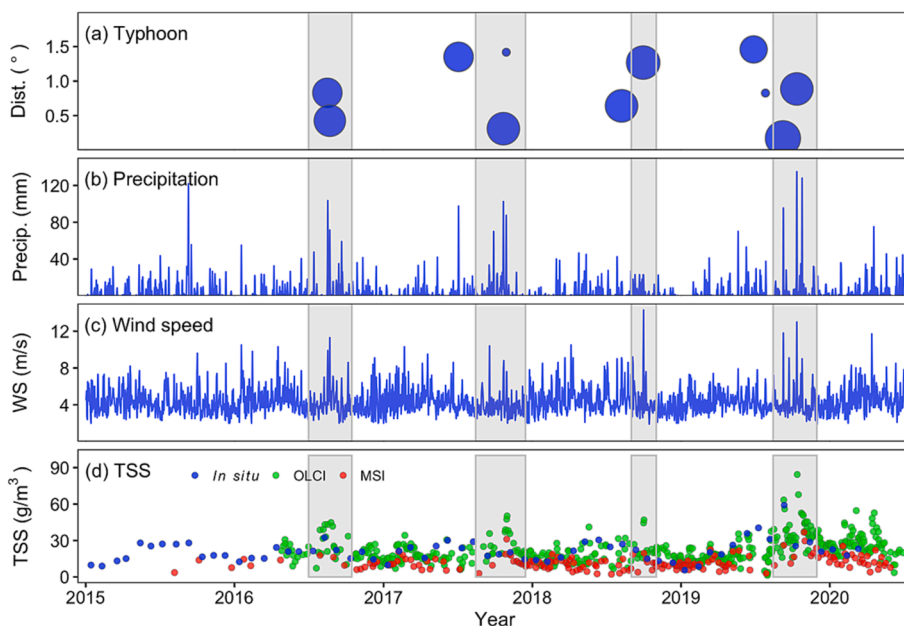 (a) Typhoon
Dist. (°)
1.5
1.0
0.5
(b) Precipitation
Precip. (mm)
120
80
40
(c) Wind speed
WS (m/s)
12
8
4
(d) TSS
In situ OLCI MSI
TSS (g/m³)
90
60
30
0
2015 2016 2017 2018 2019 2020
Year